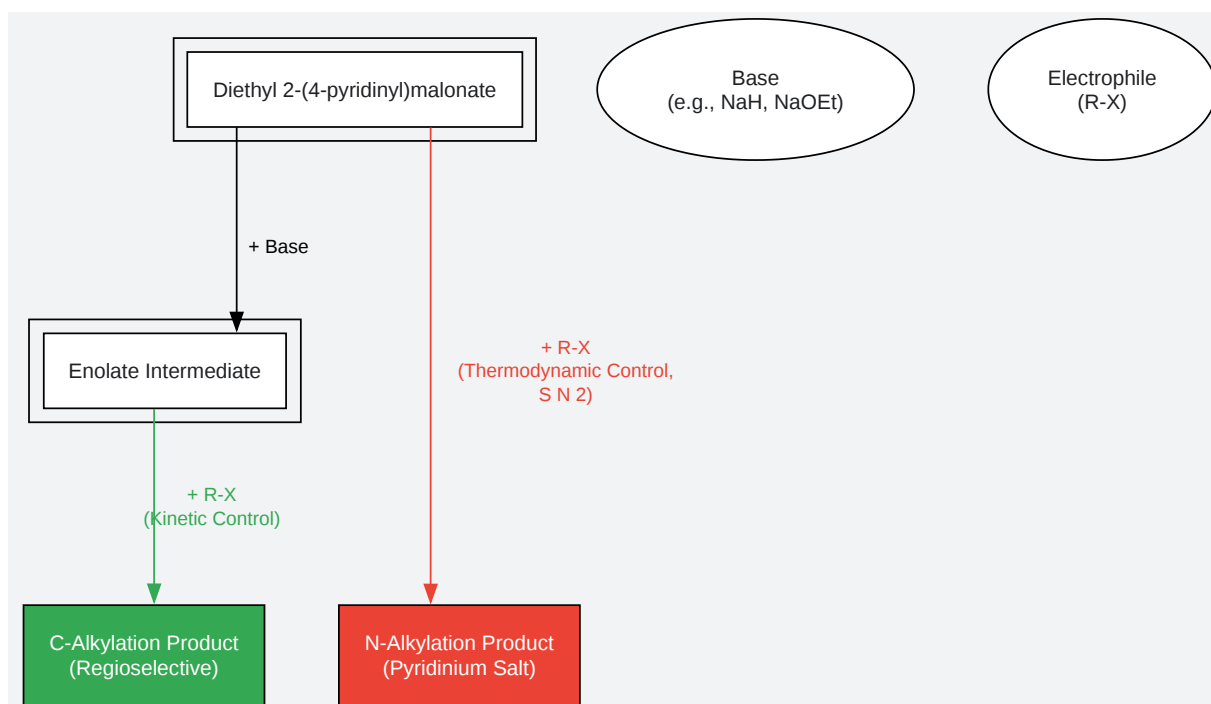 Diethyl 2-(4-pyridinyl)malonate
Base
(e.g., NaH, NaOEt)
Electrophile
(R-X)
+ Base
Enolate Intermediate
+ R-X
(Thermodynamic Control,
S N 2)
+ R-X
(Kinetic Control)
C-Alkylation Product
(Regioselective)
N-Alkylation Product
(Pyridinium Salt)